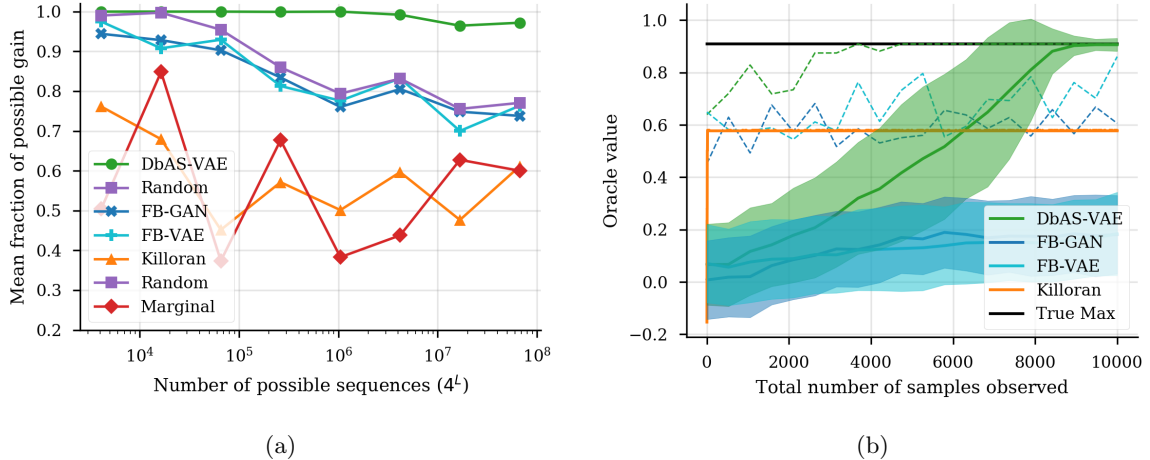 Mean fraction of possible gain
1.0
0.9
0.8
0.7
0.6
0.5
0.4
0.3
0.2
DbAS-VAE
Random
FB-GAN
FB-VAE
Killoran
Random
Marginal
10^4
10^5
10^6
10^7
10^8
Number of possible sequences (4^L)
(a)
Oracle value
1.0
0.8
0.6
0.4
0.2
0.0
−0.2
DbAS-VAE
FB-GAN
FB-VAE
Killoran
True Max
0
2000
4000
6000
8000
10000
Total number of samples observed
(b)